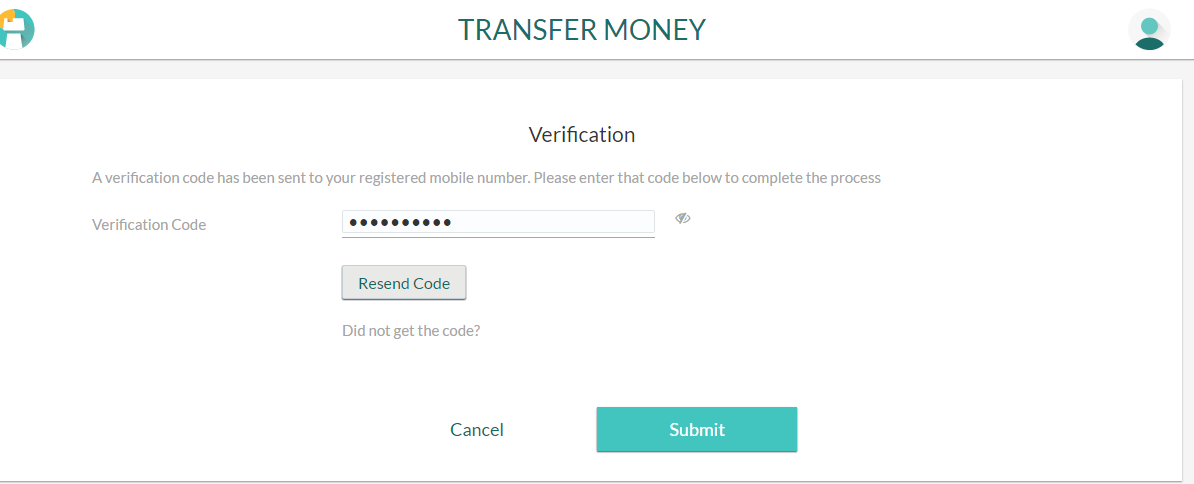 TRANSFER MONEY
Verification
A verification code has been sent to your registered mobile number. Please enter that code below to complete the process
Verification Code
••••••••••
Resend Code
Did not get the code?
Cancel
Submit